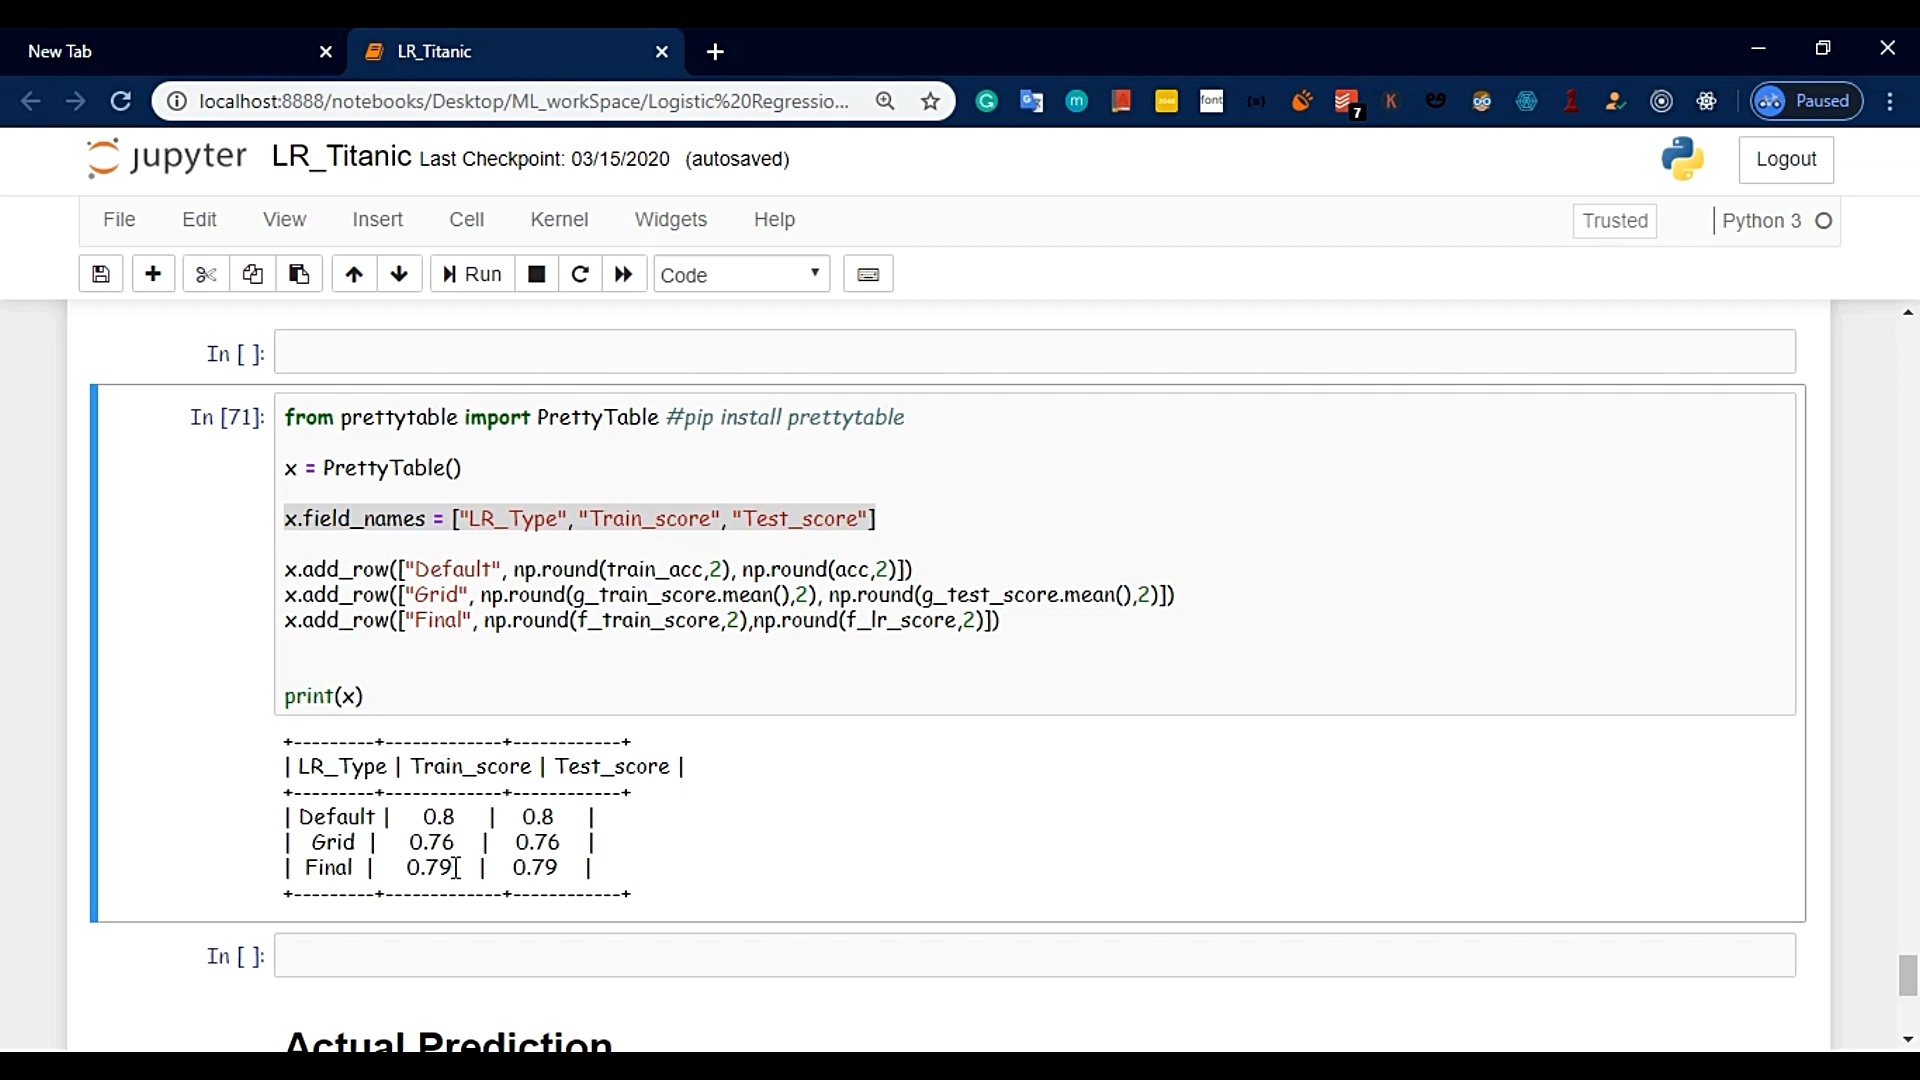 New Tab
LR_Titanic
localhost:8888/notebooks/Desktop/ML_workSpace/Logistic%20Regressio...
font
7
K
Paused
jupyter LR_Titanic Last Checkpoint: 03/15/2020 (autosaved)
Logout
File Edit View Insert Cell Kernel Widgets Help
Trusted
Python 3
Run
Code
In [ ]:
In [71]:
from prettytable import PrettyTable #pip install prettytable
x = PrettyTable()
x.field_names = ["LR_Type", "Train_score", "Test_score"]
x.add_row(["Default", np.round(train_acc,2), np.round(acc,2)])
x.add_row(["Grid", np.round(g_train_score.mean(),2), np.round(g_test_score.mean(),2)])
x.add_row(["Final", np.round(f_train_score,2),np.round(f_lr_score,2)])
print(x)
+---------+-------------+------------+
| LR_Type | Train_score | Test_score |
+---------+-------------+------------+
| Default | 0.8 | 0.8 |
| Grid | 0.76 | 0.76 |
| Final | 0.79 | 0.79 |
+---------+-------------+------------+
In [ ]:
Actual Prediction